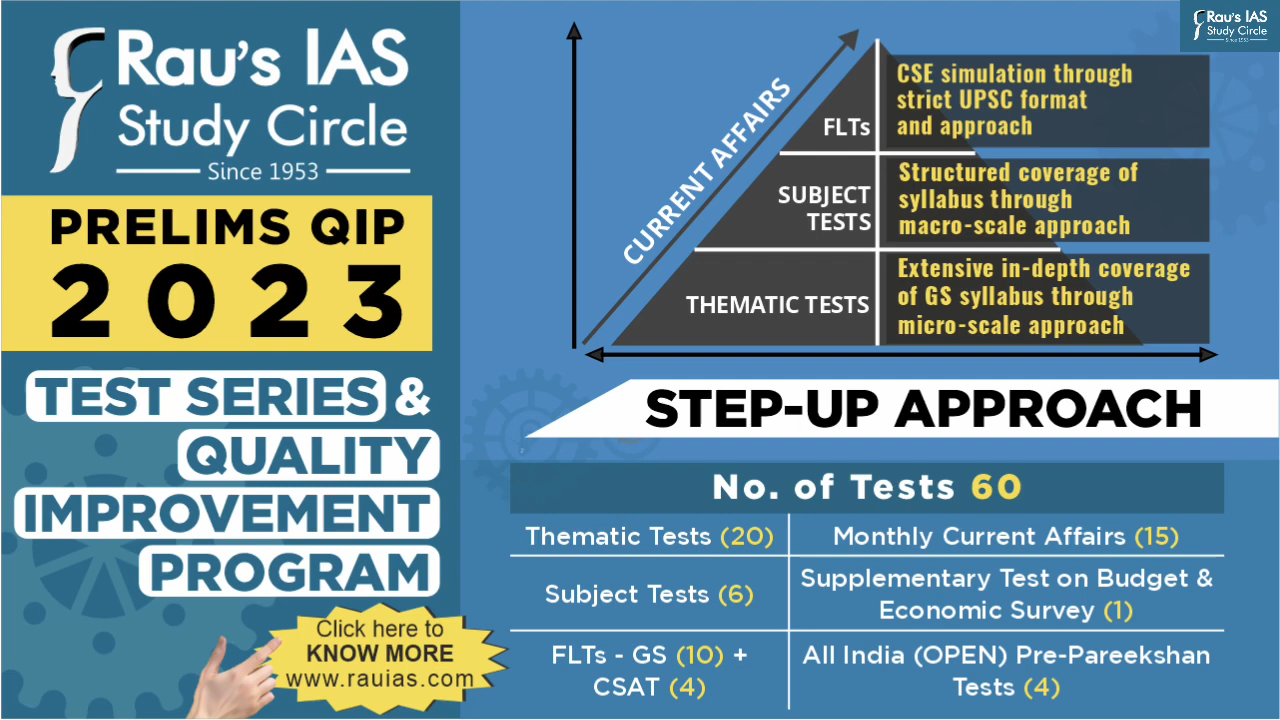 Rau's IAS
Study Circle
Since 1953
PRELIMS QIP
2023
TEST SERIES &
QUALITY
IMPROVEMENT
PROGRAM
Click here to
KNOW MORE
www.rauias.com
Rau's IAS
Study Circle
Since 1953
CURRENT AFFAIRS
FLTs
CSE simulation through
strict UPSC format
and approach
SUBJECT
TESTS
Structured coverage of
syllabus through
macro-scale approach
THEMATIC TESTS
Extensive in-depth coverage
of GS syllabus through
micro-scale approach
STEP-UP APPROACH
No. of Tests 60
Thematic Tests (20)
Monthly Current Affairs (15)
Subject Tests (6)
Supplementary Test on Budget &
Economic Survey (1)
FLTs - GS (10) +
CSAT (4)
All India (OPEN) Pre-Pareekshan
Tests (4)